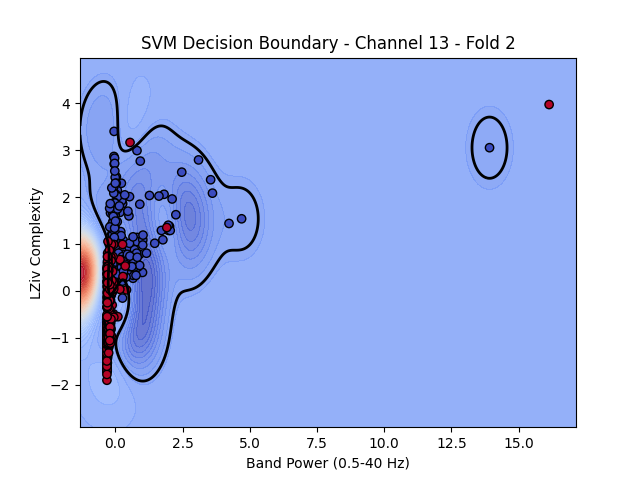 SVM Decision Boundary - Channel 13 - Fold 2
LZiv Complexity
4
3
2
1
0
−1
−2
0.0 2.5 5.0 7.5 10.0 12.5 15.0
Band Power (0.5-40 Hz)